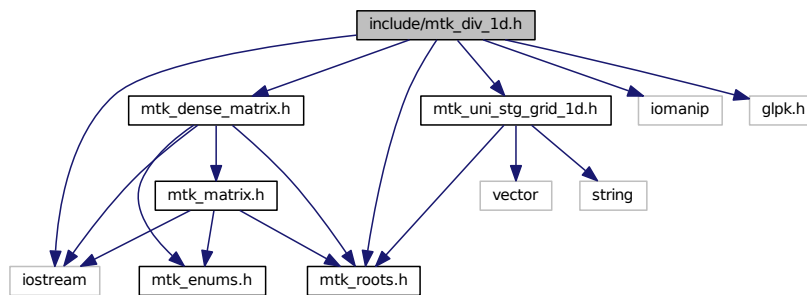 include/mtk_div_1d.h
mtk_dense_matrix.h
mtk_uni_stg_grid_1d.h
iomanip
glpk.h
mtk_matrix.h
vector
string
iostream
mtk_enums.h
mtk_roots.h